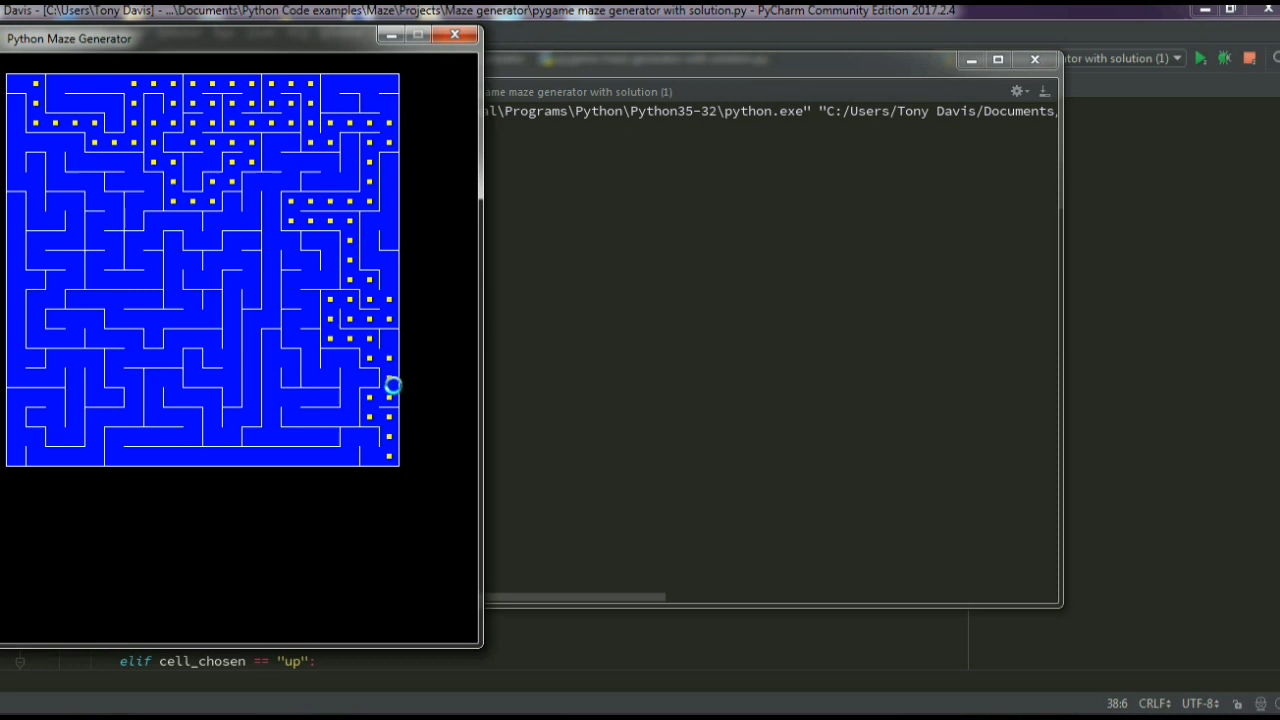 Davis - [C:\Users\Tony Davis] - ...\Documents\Python Code examples\Maze\Projects\Maze generator\pygame maze generator with solution.py - PyCharm Community Edition 2017.2.4
Python Maze Generator
tor with solution (1)
ame maze generator with solution (1)
al\Programs\Python\Python35-32\python.exe" "C:/Users/Tony Davis/Documents/
elif cell_chosen == "up":
38:6 CRLF UTF-8